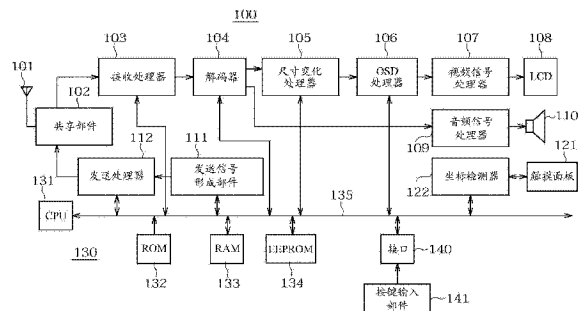 100
103
104
105
106
107
108
101
102
接收处理器
解码器
尺寸变化
处理器
OSD
处理器
视频信号
处理器
LCD
共享部件
112
111
109
音频信号
处理器
110
121
发送处理器
发送信号
形成部件
122
坐标检测器
触摸面板
131
CPU
135
130
ROM
RAM
EEPROM
接口
140
132
133
134
按键输入
部件
141